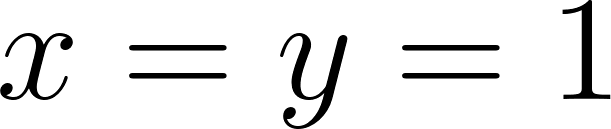 x = y = 1